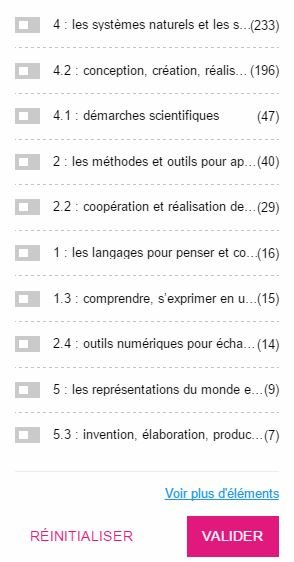 4 : les systèmes naturels et les s...(233)
4.2 : conception, création, réalis...(196)
4.1 : démarches scientifiques (47)
2 : les méthodes et outils pour ap...(40)
2.2 : coopération et réalisation de...(29)
1 : les langages pour penser et co...(16)
1.3 : comprendre, s'exprimer en u...(15)
2.4 : outils numériques pour écha...(14)
5 : les représentations du monde e...(9)
5.3 : invention, élaboration, produc...(7)
Voir plus d'éléments
RÉINITIALISER VALIDER